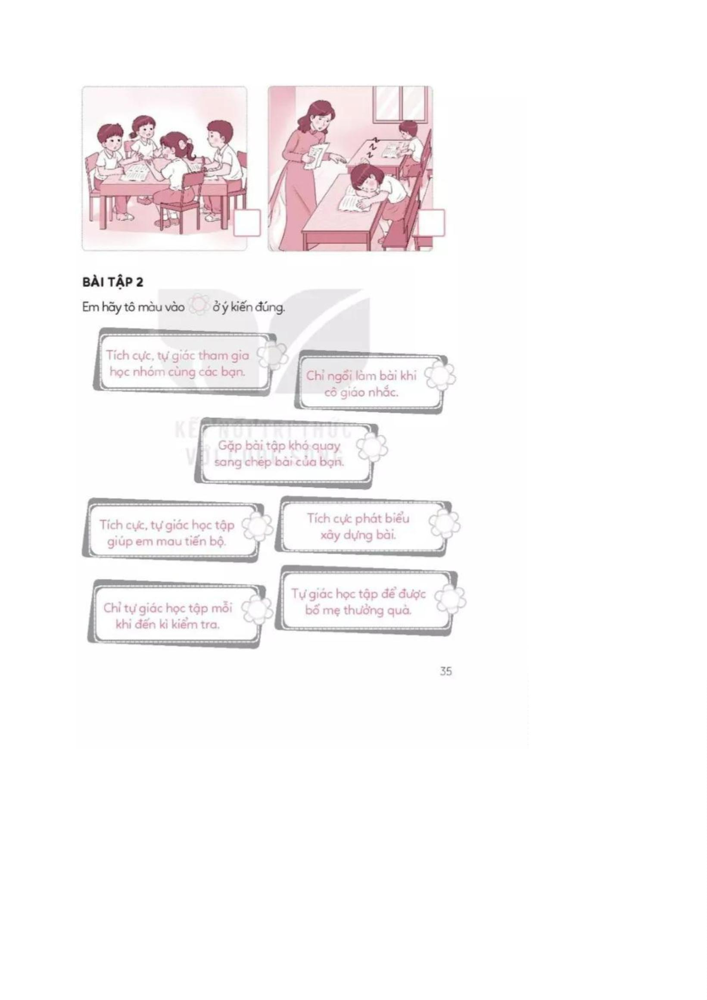 z z z
BÀI TẬP 2
Em hãy tô màu vào ở ý kiến đúng.
Tích cực, tự giác tham gia
học nhóm cùng các bạn.
Chỉ ngồi làm bài khi
cô giáo nhắc.
KẾT NỐI TRI THỨC
VỚI CUỘC SỐNG
Gặp bài tập khó quay
sang chép bài của bạn.
Tích cực, tự giác học tập
giúp em mau tiến bộ.
Tích cực phát biểu
xây dựng bài.
Chỉ tự giác học tập mỗi
khi đến kì kiểm tra.
Tự giác học tập để được
bố mẹ thưởng quà.
35